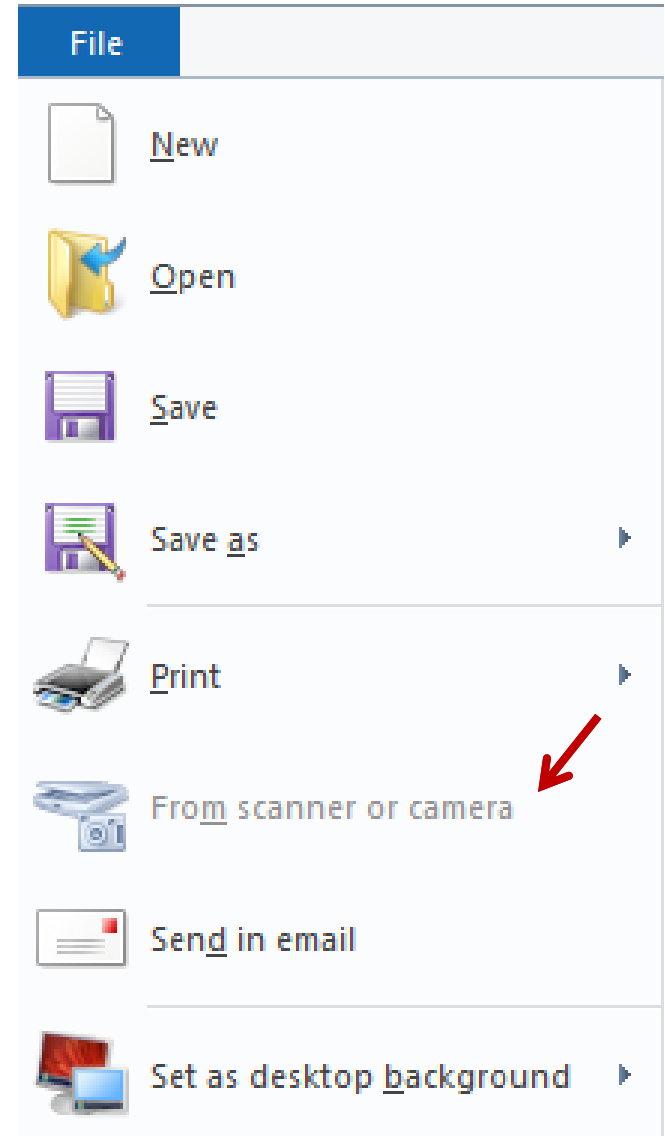 File
New
Open
Save
Save as
Print
From scanner or camera
Send in email
Set as desktop background